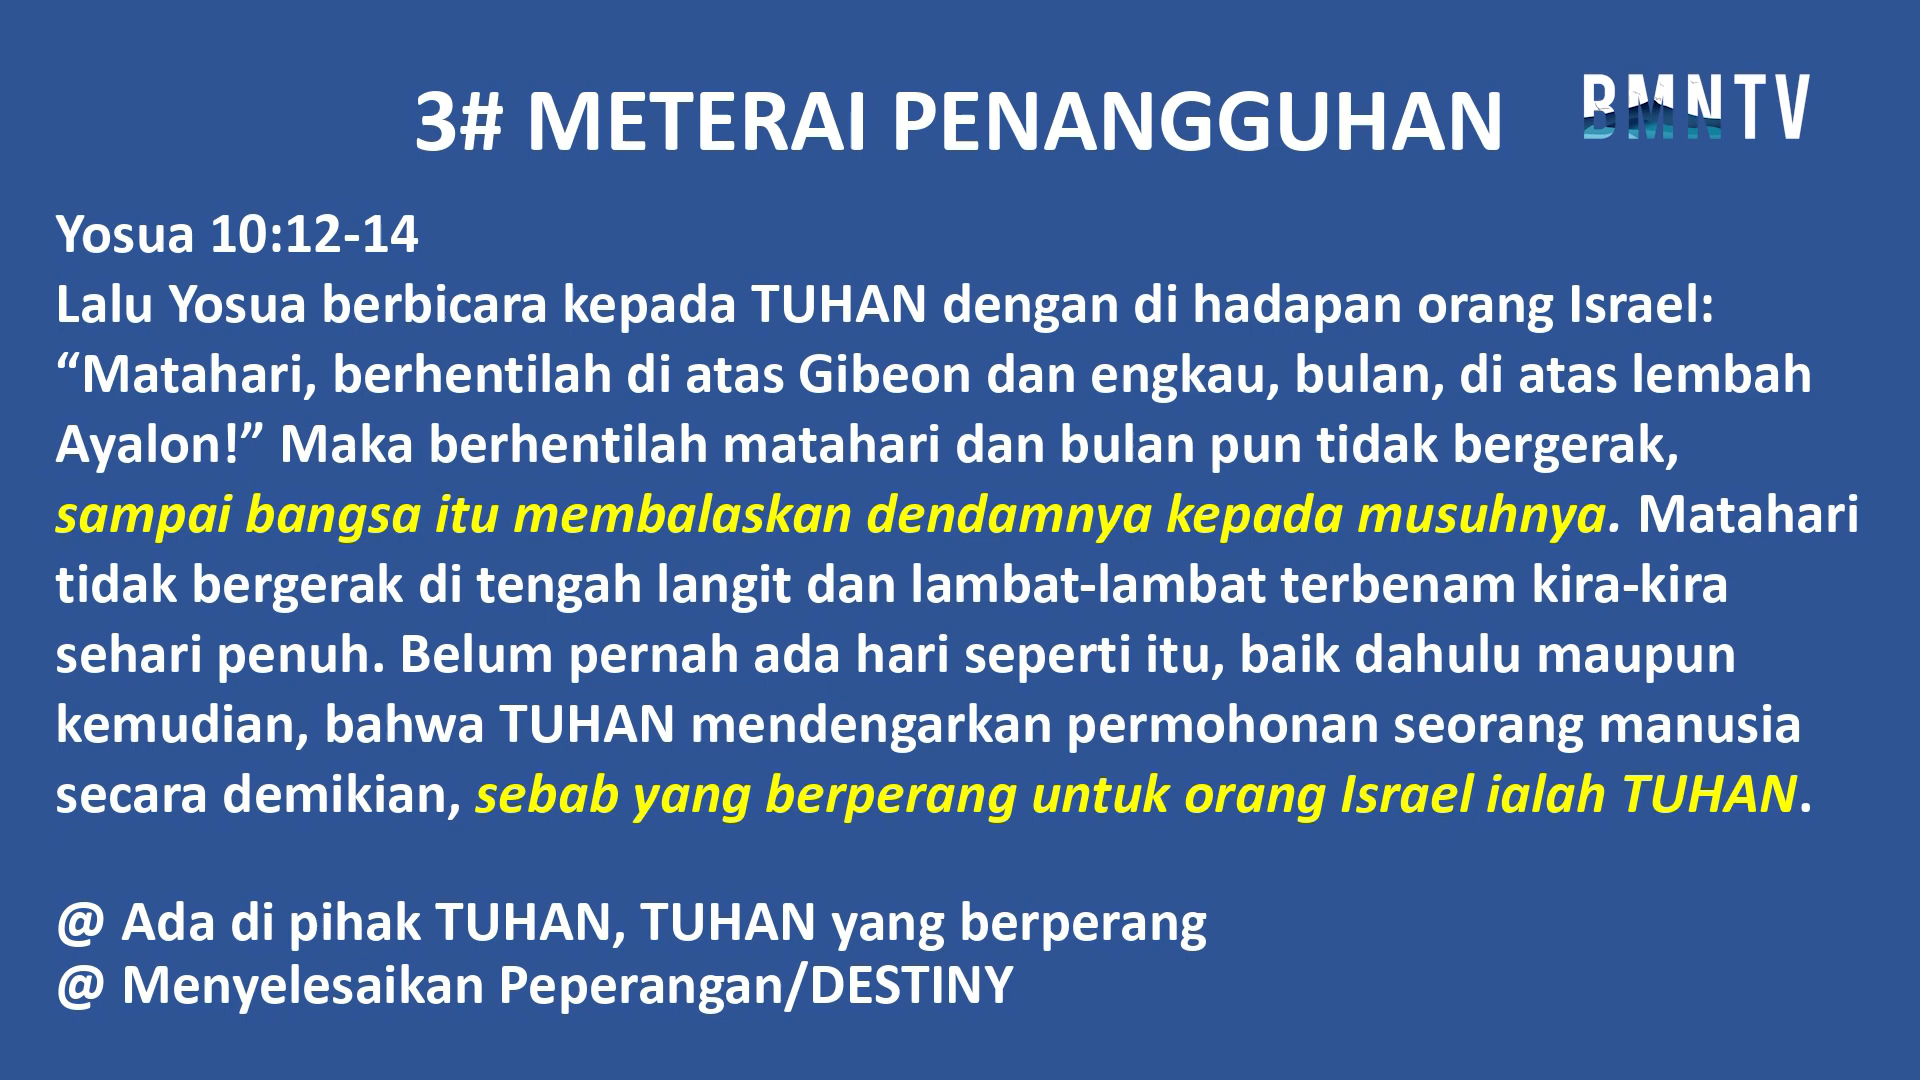 3# METERAI PENANGGUHAN
BMNTV
Yosua 10:12-14
Lalu Yosua berbicara kepada TUHAN dengan di hadapan orang Israel:
“Matahari, berhentilah di atas Gibeon dan engkau, bulan, di atas lembah
Ayalon!” Maka berhentilah matahari dan bulan pun tidak bergerak,
sampai bangsa itu membalaskan dendamnya kepada musuhnya. Matahari
tidak bergerak di tengah langit dan lambat-lambat terbenam kira-kira
sehari penuh. Belum pernah ada hari seperti itu, baik dahulu maupun
kemudian, bahwa TUHAN mendengarkan permohonan seorang manusia
secara demikian, sebab yang berperang untuk orang Israel ialah TUHAN.
@ Ada di pihak TUHAN, TUHAN yang berperang
@ Menyelesaikan Peperangan/DESTINY